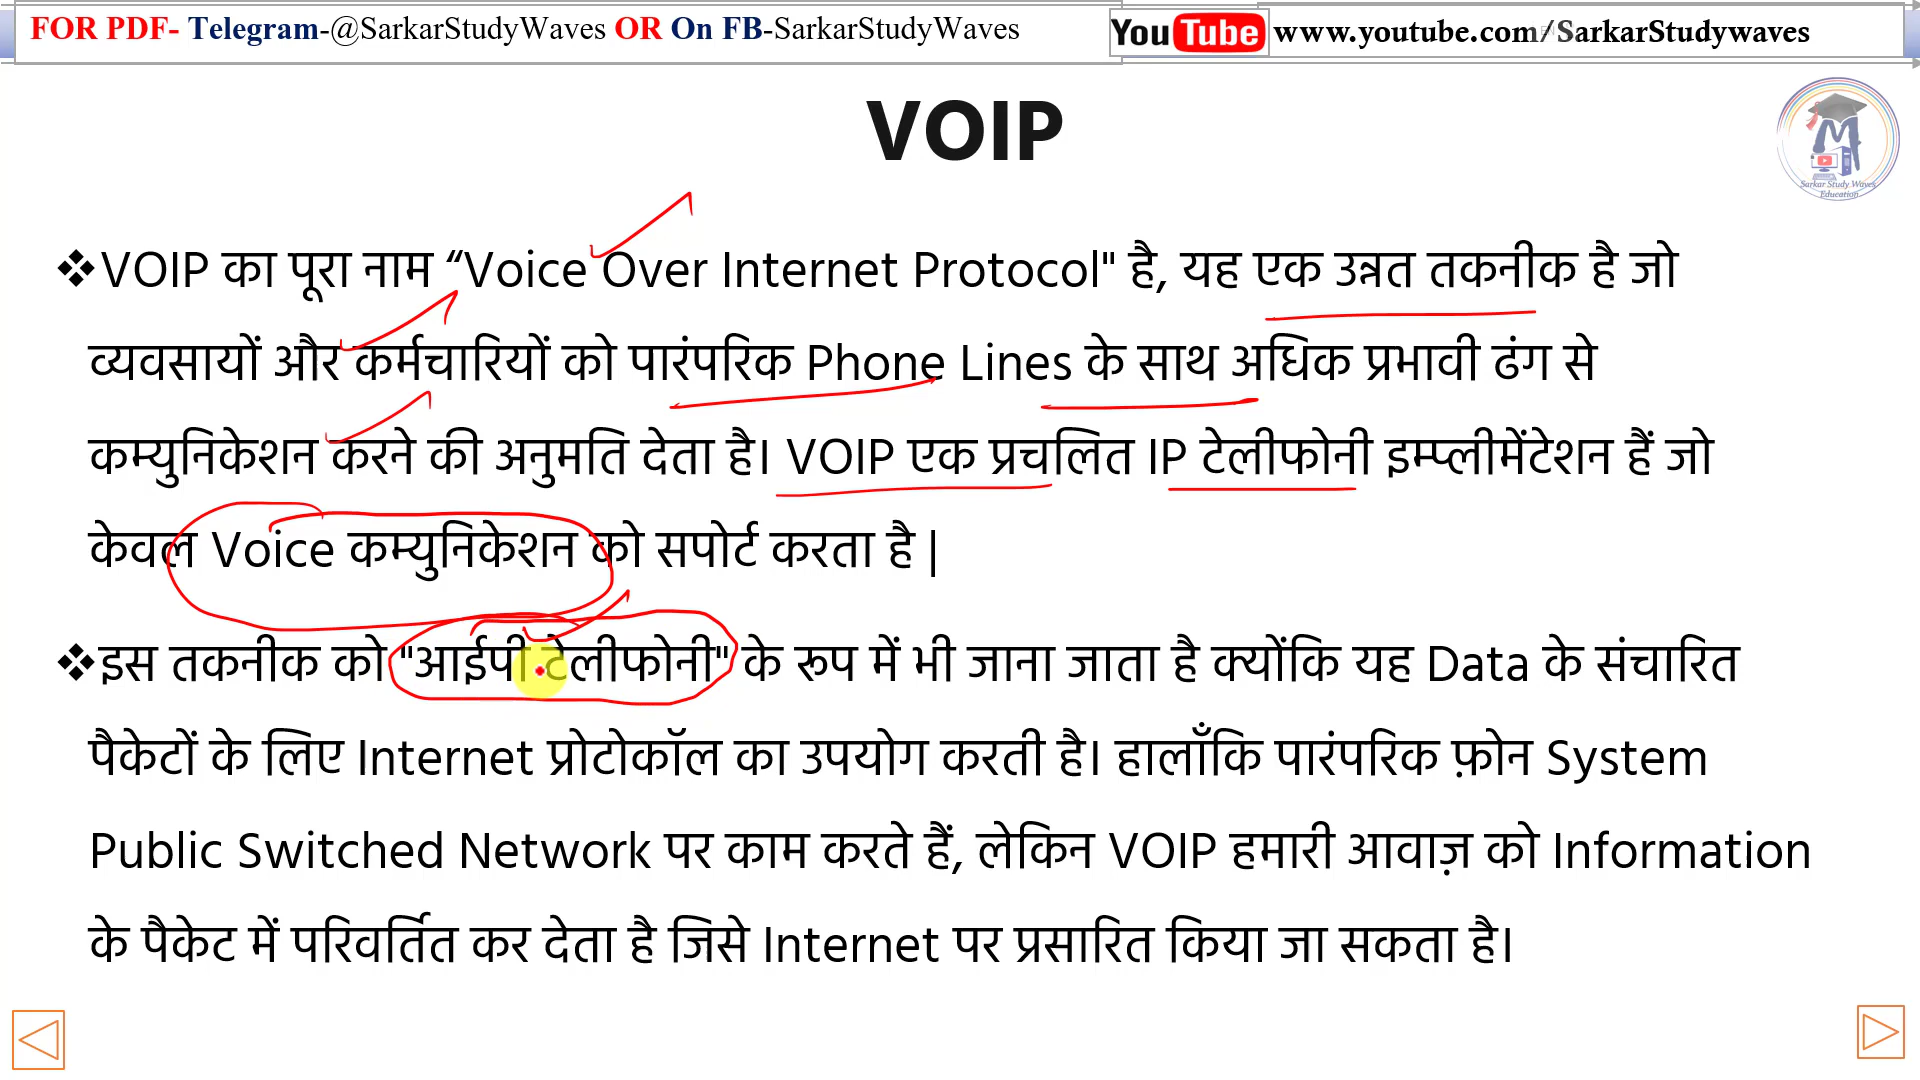 FOR PDF- Telegram-@SarkarStudyWaves OR On FB-SarkarStudyWaves
YouTube www.youtube.com/SarkarStudywaves
VOIP
M
Sarkar Study Waves
Education
❖VOIP का पूरा नाम “Voice Over Internet Protocol" है, यह एक उन्नत तकनीक है जो
व्यवसायों और कर्मचारियों को पारंपरिक Phone Lines के साथ अधिक प्रभावी ढंग से
कम्युनिकेशन करने की अनुमति देता है। VOIP एक प्रचलित IP टेलीफोनी इम्प्लीमेंटेशन हैं जो
केवल Voice कम्युनिकेशन को सपोर्ट करता है |
❖इस तकनीक को "आईपी टेलीफोनी" के रूप में भी जाना जाता है क्योंकि यह Data के संचारित
पैकेटों के लिए Internet प्रोटोकॉल का उपयोग करती है। हालाँकि पारंपरिक फ़ोन System
Public Switched Network पर काम करते हैं, लेकिन VOIP हमारी आवाज़ को Information
के पैकेट में परिवर्तित कर देता है जिसे Internet पर प्रसारित किया जा सकता है।